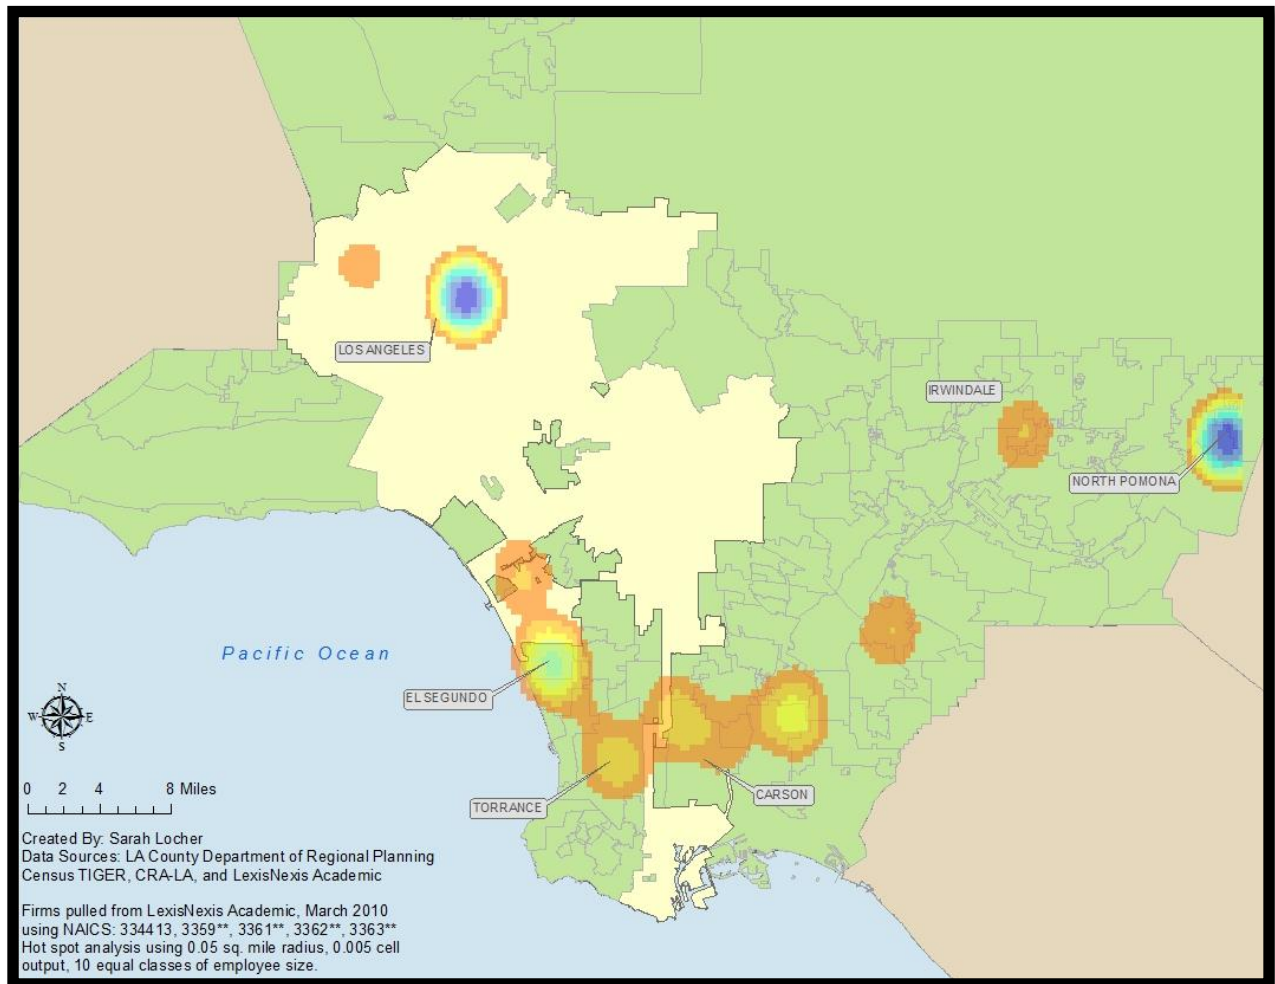 LOS ANGELES
IRWINDALE
NORTH POMONA
Pacific Ocean
EL SEGUNDO
N
W E
S
TORRANCE
CARSON
0 2 4 8 Miles
Created By: Sarah Locher
Data Sources: LA County Department of Regional Planning
Census TIGER, CRA-LA, and LexisNexis Academic
Firms pulled from LexisNexis Academic, March 2010
using NAICS: 334413, 3359**, 3361**, 3362**, 3363**
Hot spot analysis using 0.05 sq. mile radius, 0.005 cell
output, 10 equal classes of employee size.